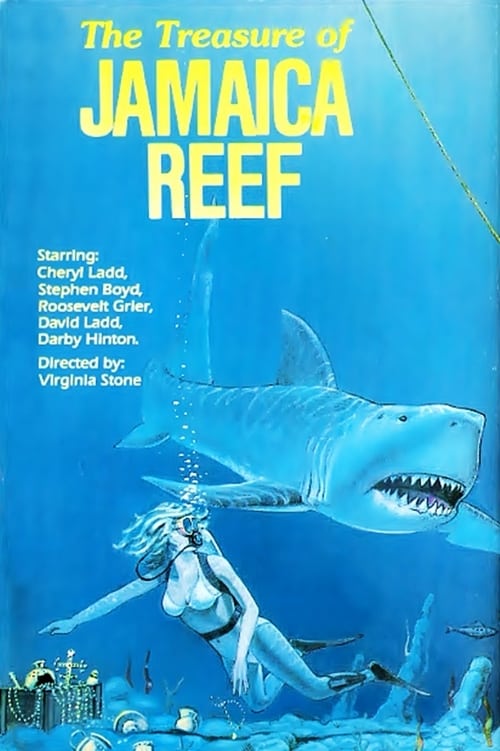 The Treasure of
JAMAICA
REEF
Starring:
Cheryl Ladd,
Stephen Boyd,
Roosevelt Grier,
David Ladd,
Darby Hinton.
Directed by:
Virginia Stone